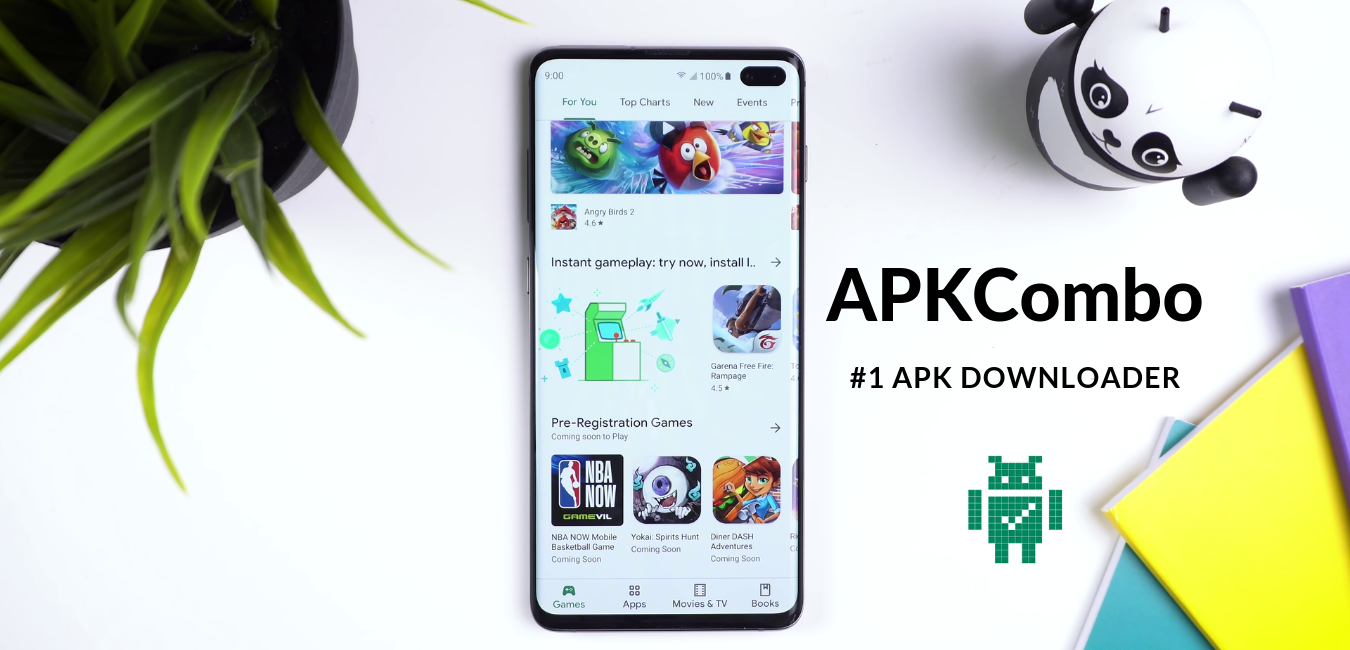 9:00
100%
For You
Top Charts
New
Events
Angry Birds 2
4.6★
Instant gameplay: try now, install l..
Garena Free Fire:
Rampage
4.5★
Pre-Registration Games
Coming soon to Play
NBA
NOW
GAMEVIL
NBA NOW Mobile
Basketball Game
Coming Soon
Yokai: Spirits Hunt
Coming Soon
Diner DASH
Adventures
Coming Soon
Games
Apps
Movies & TV
Books
APKCombo
#1 APK DOWNLOADER